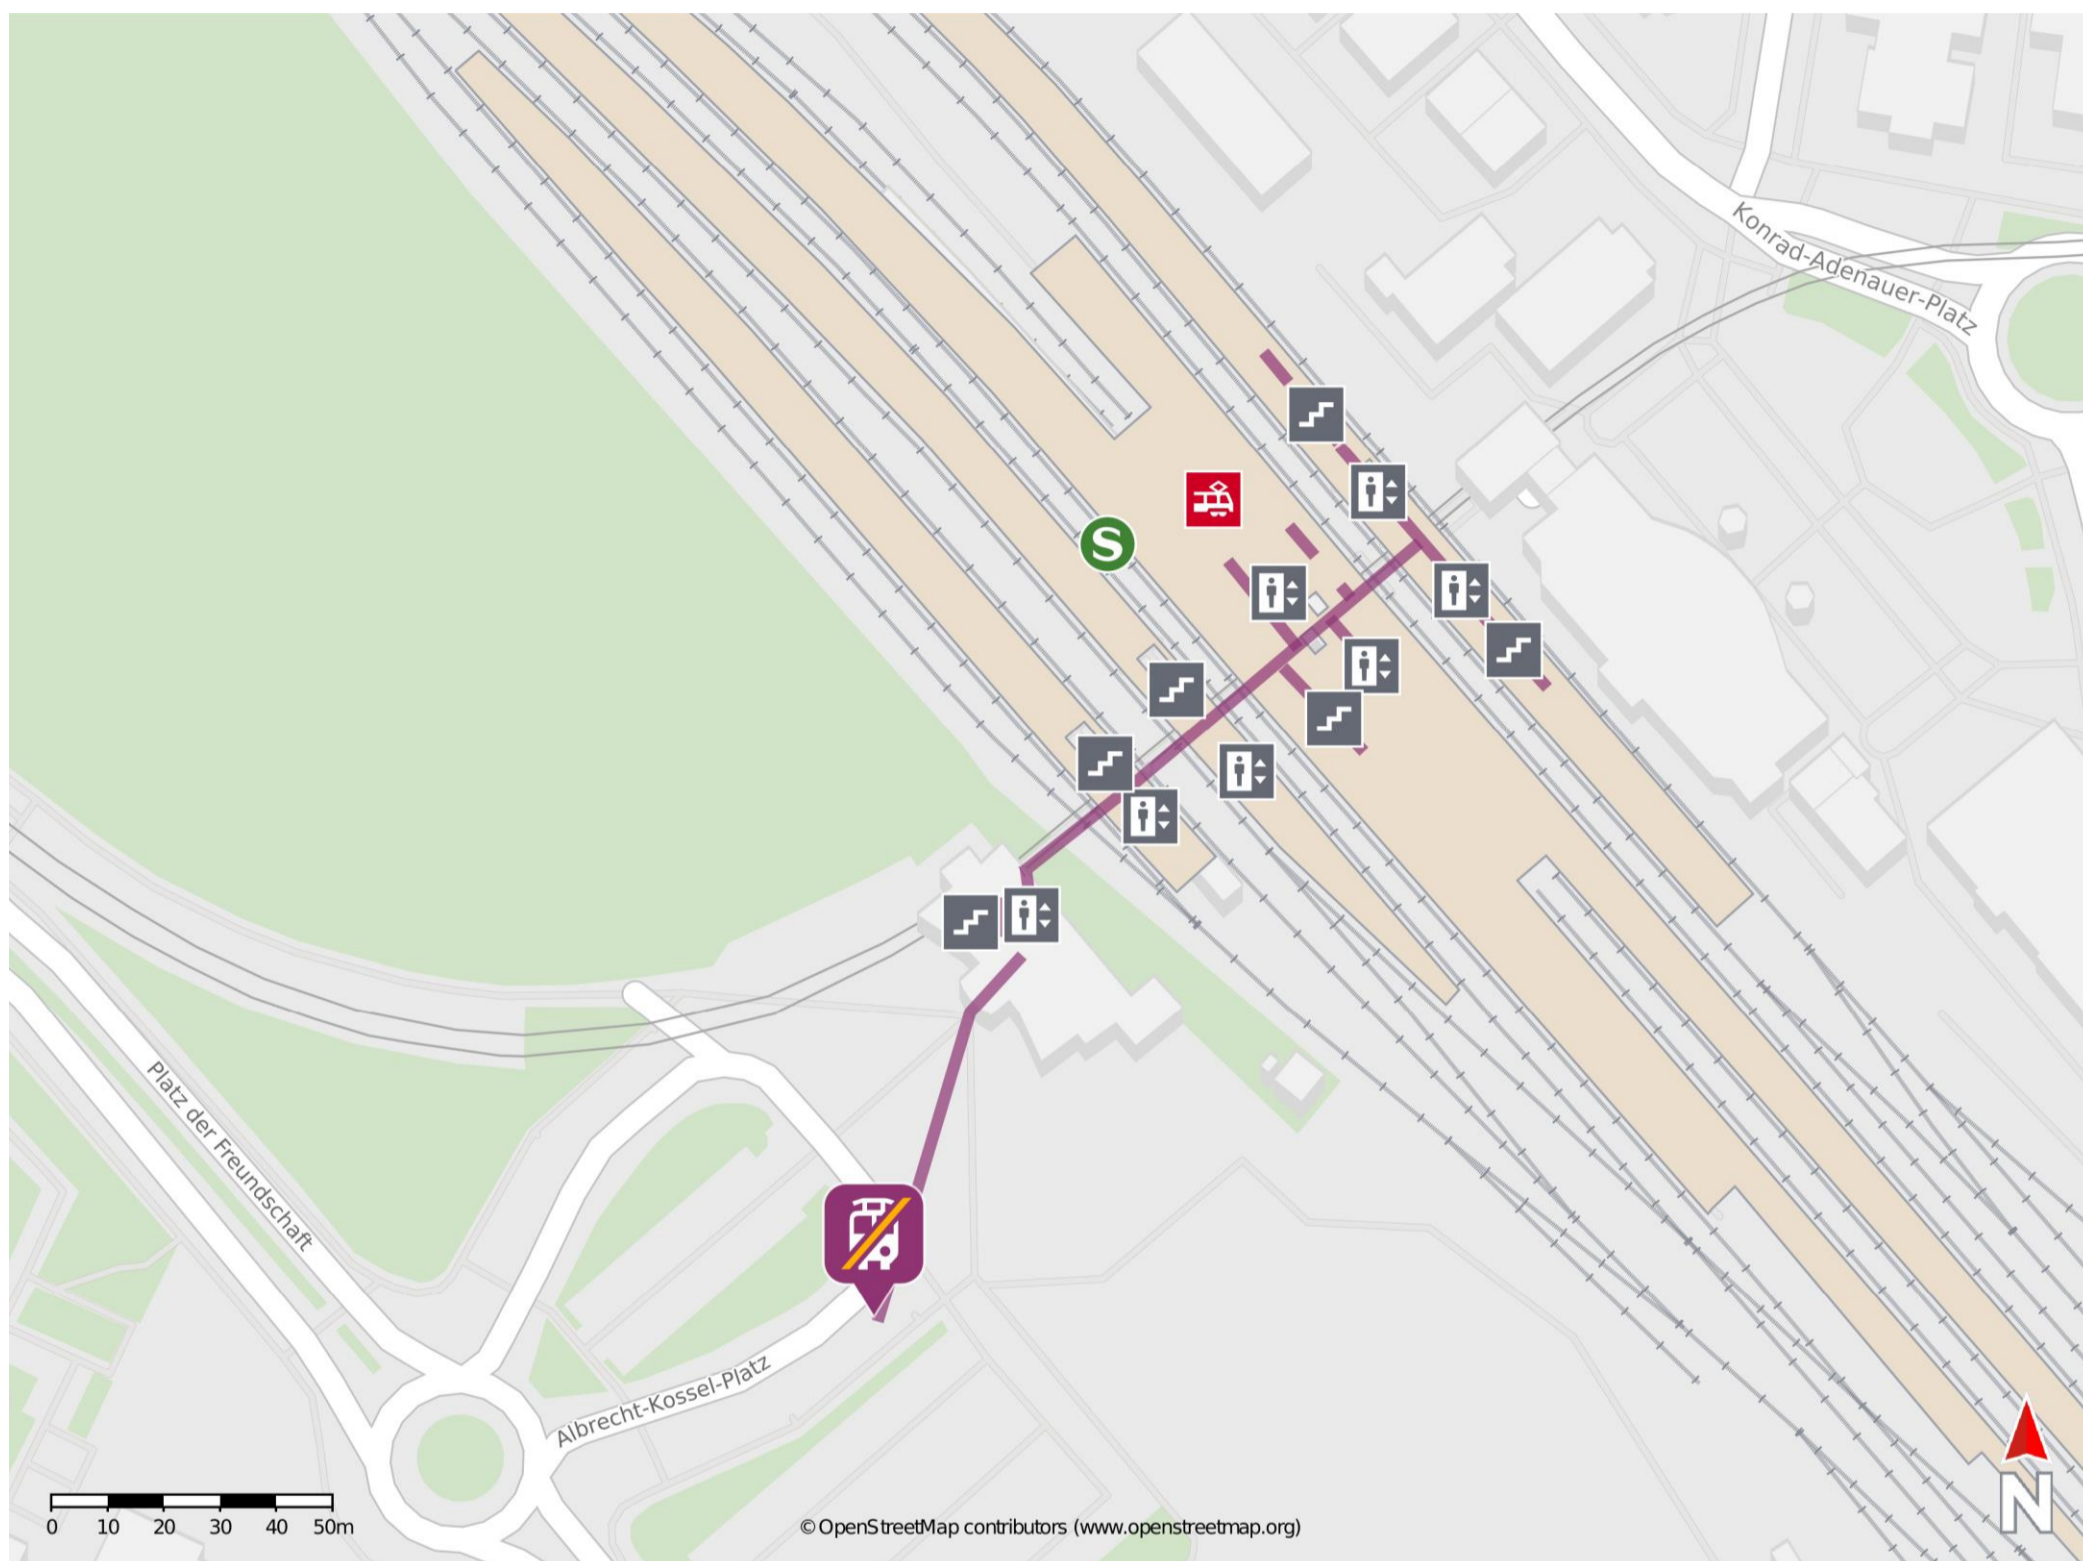 Konrad-Adenauer-Platz
S
Platz der Freundschaft
Albrecht-Kossel-Platz
0 10 20 30 40 50m
© OpenStreetMap contributors (www.openstreetmap.org)
N